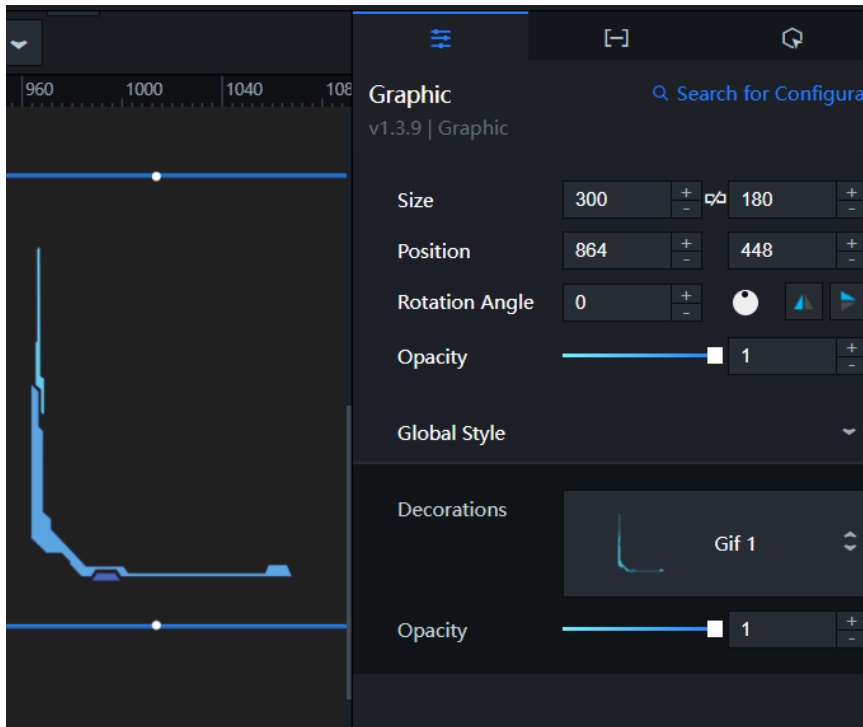 960 1000 1040 108
Graphic Search for Configura
v1.3.9 | Graphic
Size 300 180
Position 864 448
Rotation Angle 0
Opacity 1
Global Style
Decorations Gif 1
Opacity 1